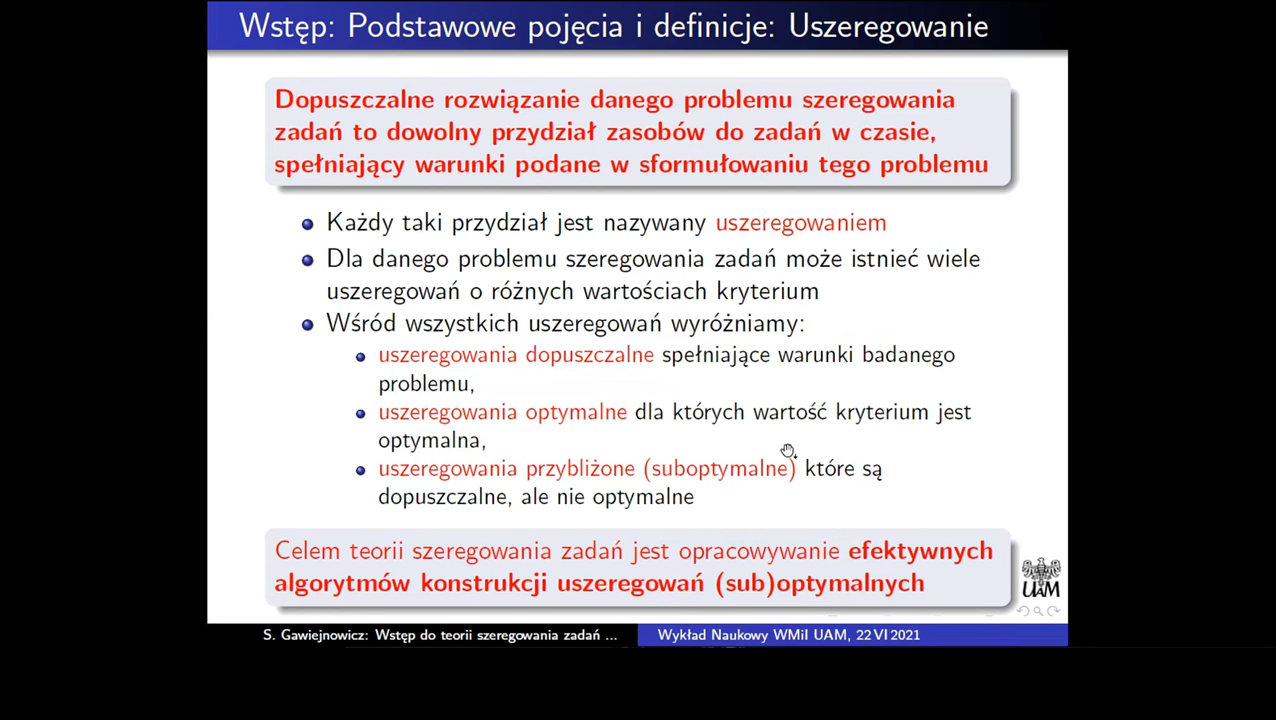 Wstęp: Podstawowe pojęcia i definicje: Uszeregowanie
Dopuszczalne rozwiązanie danego problemu szeregowania
zadań to dowolny przydział zasobów do zadań w czasie,
spełniający warunki podane w sformułowaniu tego problemu
Każdy taki przydział jest nazywany uszeregowaniem
Dla danego problemu szeregowania zadań może istnieć wiele
uszeregowań o różnych wartościach kryterium
Wśród wszystkich uszeregowań wyróżniamy:
uszeregowania dopuszczalne spełniające warunki badanego
problemu,
uszeregowania optymalne dla których wartość kryterium jest
optymalna,
uszeregowania przybliżone (suboptymalne) które są
dopuszczalne, ale nie optymalne
Celem teorii szeregowania zadań jest opracowywanie efektywnych
algorytmów konstrukcji uszeregowań (sub)optymalnych
UAM
S. Gawiejnowicz: Wstęp do teorii szeregowania zadań ...
Wykład Naukowy WMiI UAM, 22 VI 2021